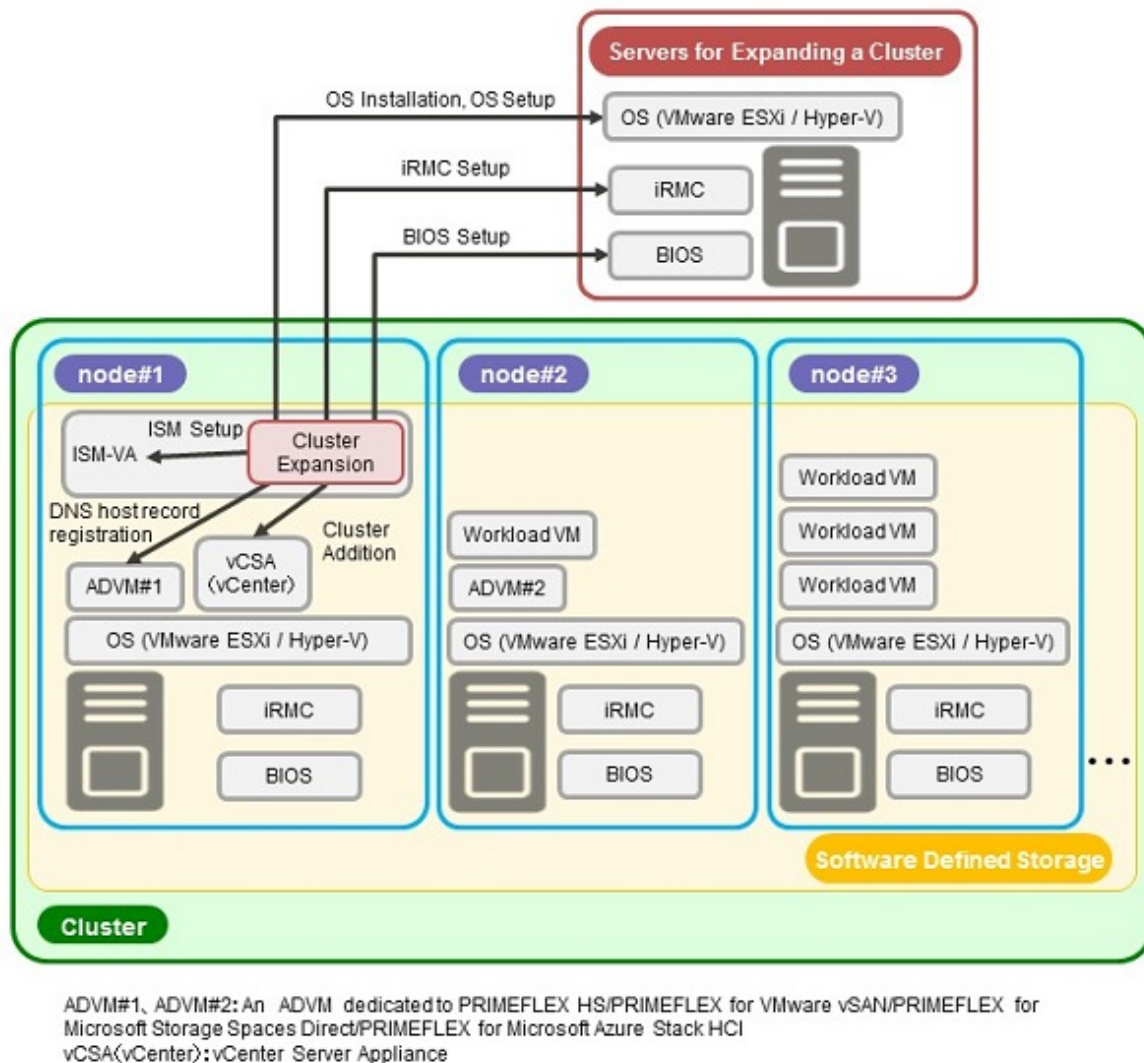 Servers for Expanding a Cluster
OS Installation, OS Setup
OS (VMware ESXi / Hyper-V)
iRMC Setup
iRMC
BIOS Setup
BIOS
node#1
node#2
node#3
ISM Setup
ISM-VA
Cluster
Expansion
DNS host record
registration
Cluster
Addition
vCSA
(vCenter)
ADVM#1
OS (VMware ESXi / Hyper-V)
iRMC
BIOS
Workload VM
ADVM#2
OS (VMware ESXi / Hyper-V)
iRMC
BIOS
Workload VM
Workload VM
Workload VM
OS (VMware ESXi / Hyper-V)
iRMC
BIOS
...
Software Defined Storage
Cluster
ADVM#1、ADVM#2: An ADVM dedicated to PRIMEFLEX HS/PRIMEFLEX for VMware vSAN/PRIMEFLEX for
Microsoft Storage Spaces Direct/PRIMEFLEX for Microsoft Azure Stack HCI
vCSA(vCenter): vCenter Server Appliance